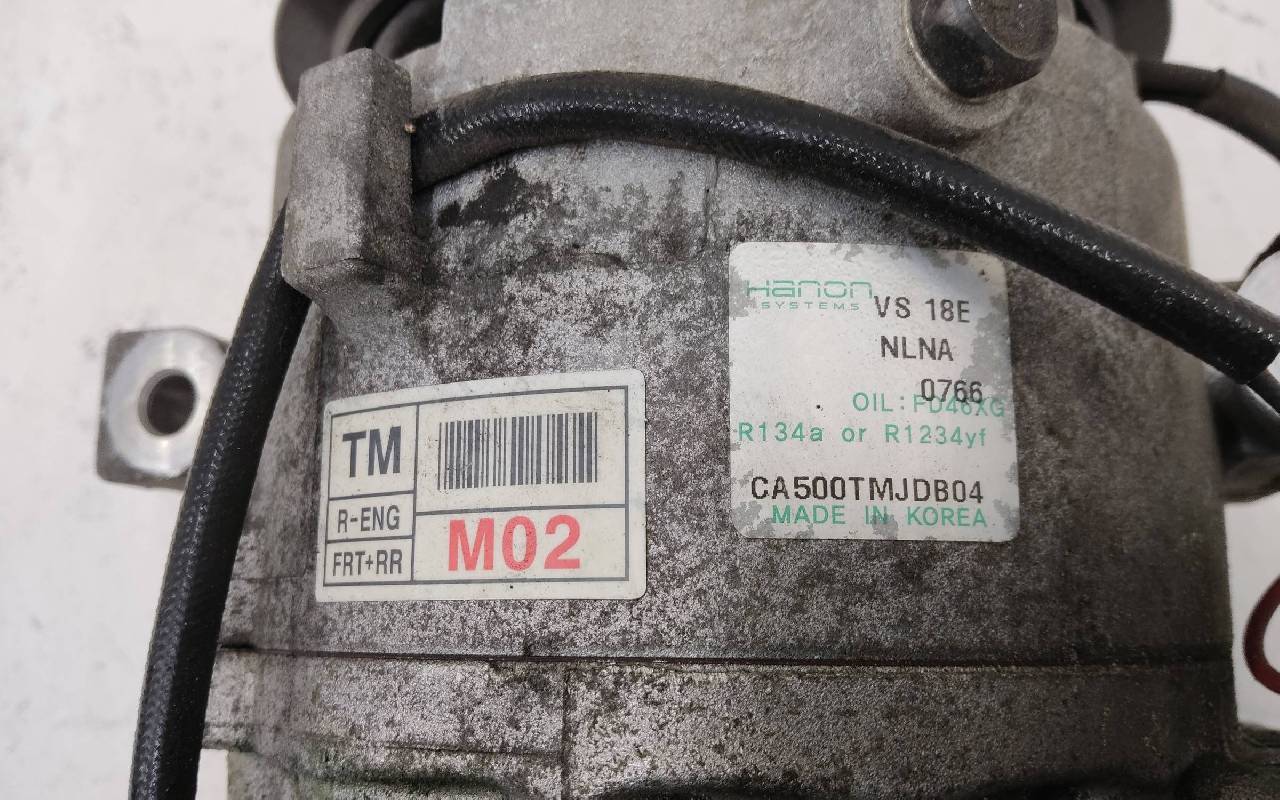 TM
R-ENG
FRT+RR
M02
Hanon
SYSTEMS
VS 18E
NLNA
0766
OIL:FD46XG
R134a or R1234yf
CA500TMJDB04
MADE IN KOREA